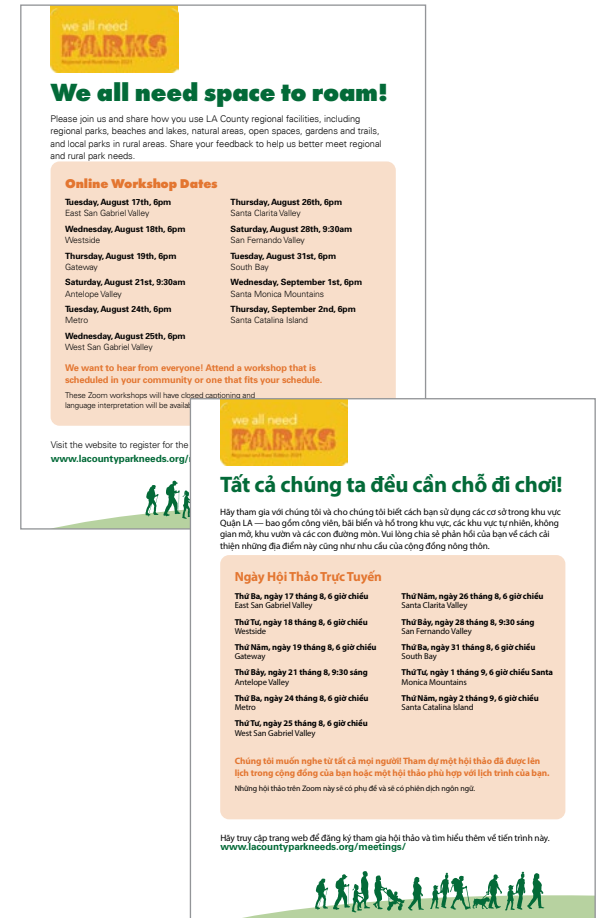 we all need
PARKS
Regional and Rural Edition 2021
We all need space to roam!
Please join us and share how you use LA County regional facilities, including
regional parks, beaches and lakes, natural areas, open spaces, gardens and trails,
and local parks in rural areas. Share your feedback to help us better meet regional
and rural park needs.
Online Workshop Dates
Tuesday, August 17th, 6pm
East San Gabriel Valley
Wednesday, August 18th, 6pm
Westside
Thursday, August 19th, 6pm
Gateway
Saturday, August 21st, 9:30am
Antelope Valley
Tuesday, August 24th, 6pm
Metro
Wednesday, August 25th, 6pm
West San Gabriel Valley
Thursday, August 26th, 6pm
Santa Clarita Valley
Saturday, August 28th, 9:30am
San Fernando Valley
Tuesday, August 31st, 6pm
South Bay
Wednesday, September 1st, 6pm
Santa Monica Mountains
Thursday, September 2nd, 6pm
Santa Catalina Island
We want to hear from everyone! Attend a workshop that is
scheduled in your community or one that fits your schedule.
These Zoom workshops will have closed captioning and
language interpretation will be
Visit the website to register for the
www.lacountyparkneeds.org/
we all need
PARKS
Tất cả chúng ta đều cần chỗ đi chơi!
Hãy tham gia với chúng tôi và cho chúng tôi biết cách bạn sử dụng các cơ sở trong khu vực
Quận LA — bao gồm công viên, bãi biển và hồ trong khu vực, các khu vực tự nhiên, không
gian mở, khu vườn và các con đường mòn. Vui lòng chia sẻ phản hồi của bạn về cách cải
thiện những địa điểm này cũng như nhu cầu của cộng đồng nông thôn.
Ngày Hội Thảo Trực Tuyến
Thứ Ba, ngày 17 tháng 8, 6 giờ chiều
East San Gabriel Valley
Thứ Tư, ngày 18 tháng 8, 6 giờ chiều
Westside
Thứ Năm, ngày 19 tháng 8, 6 giờ chiều
Gateway
Thứ Bảy, ngày 21 tháng 8, 9:30 sáng
Antelope Valley
Thứ Ba, ngày 24 tháng 8, 6 giờ chiều
Metro
Thứ Tư, ngày 25 tháng 8, 6 giờ chiều
West San Gabriel Valley
Thứ Năm, ngày 26 tháng 8, 6 giờ chiều
Santa Clarita Valley
Thứ Bảy, ngày 28 tháng 8, 9:30 sáng
San Fernando Valley
Thứ Ba, ngày 31 tháng 8, 6 giờ chiều
South Bay
Thứ Tư, ngày 1 tháng 9, 6 giờ chiều Santa
Monica Mountains
Thứ Năm, ngày 2 tháng 9, 6 giờ chiều
Santa Catalina Island
Chúng tôi muốn nghe từ tất cả mọi người! Tham dự một hội thảo đã được lên
lịch trong cộng đồng của bạn hoặc một hội thảo phù hợp với lịch trình của bạn.
Những hội thảo trên Zoom này sẽ có phụ đề và sẽ có phiên dịch ngôn ngữ.
Hãy truy cập trang web để đăng ký tham gia hội thảo và tìm hiểu thêm về tiến trình này.
www.lacountyparkneeds.org/meetings/